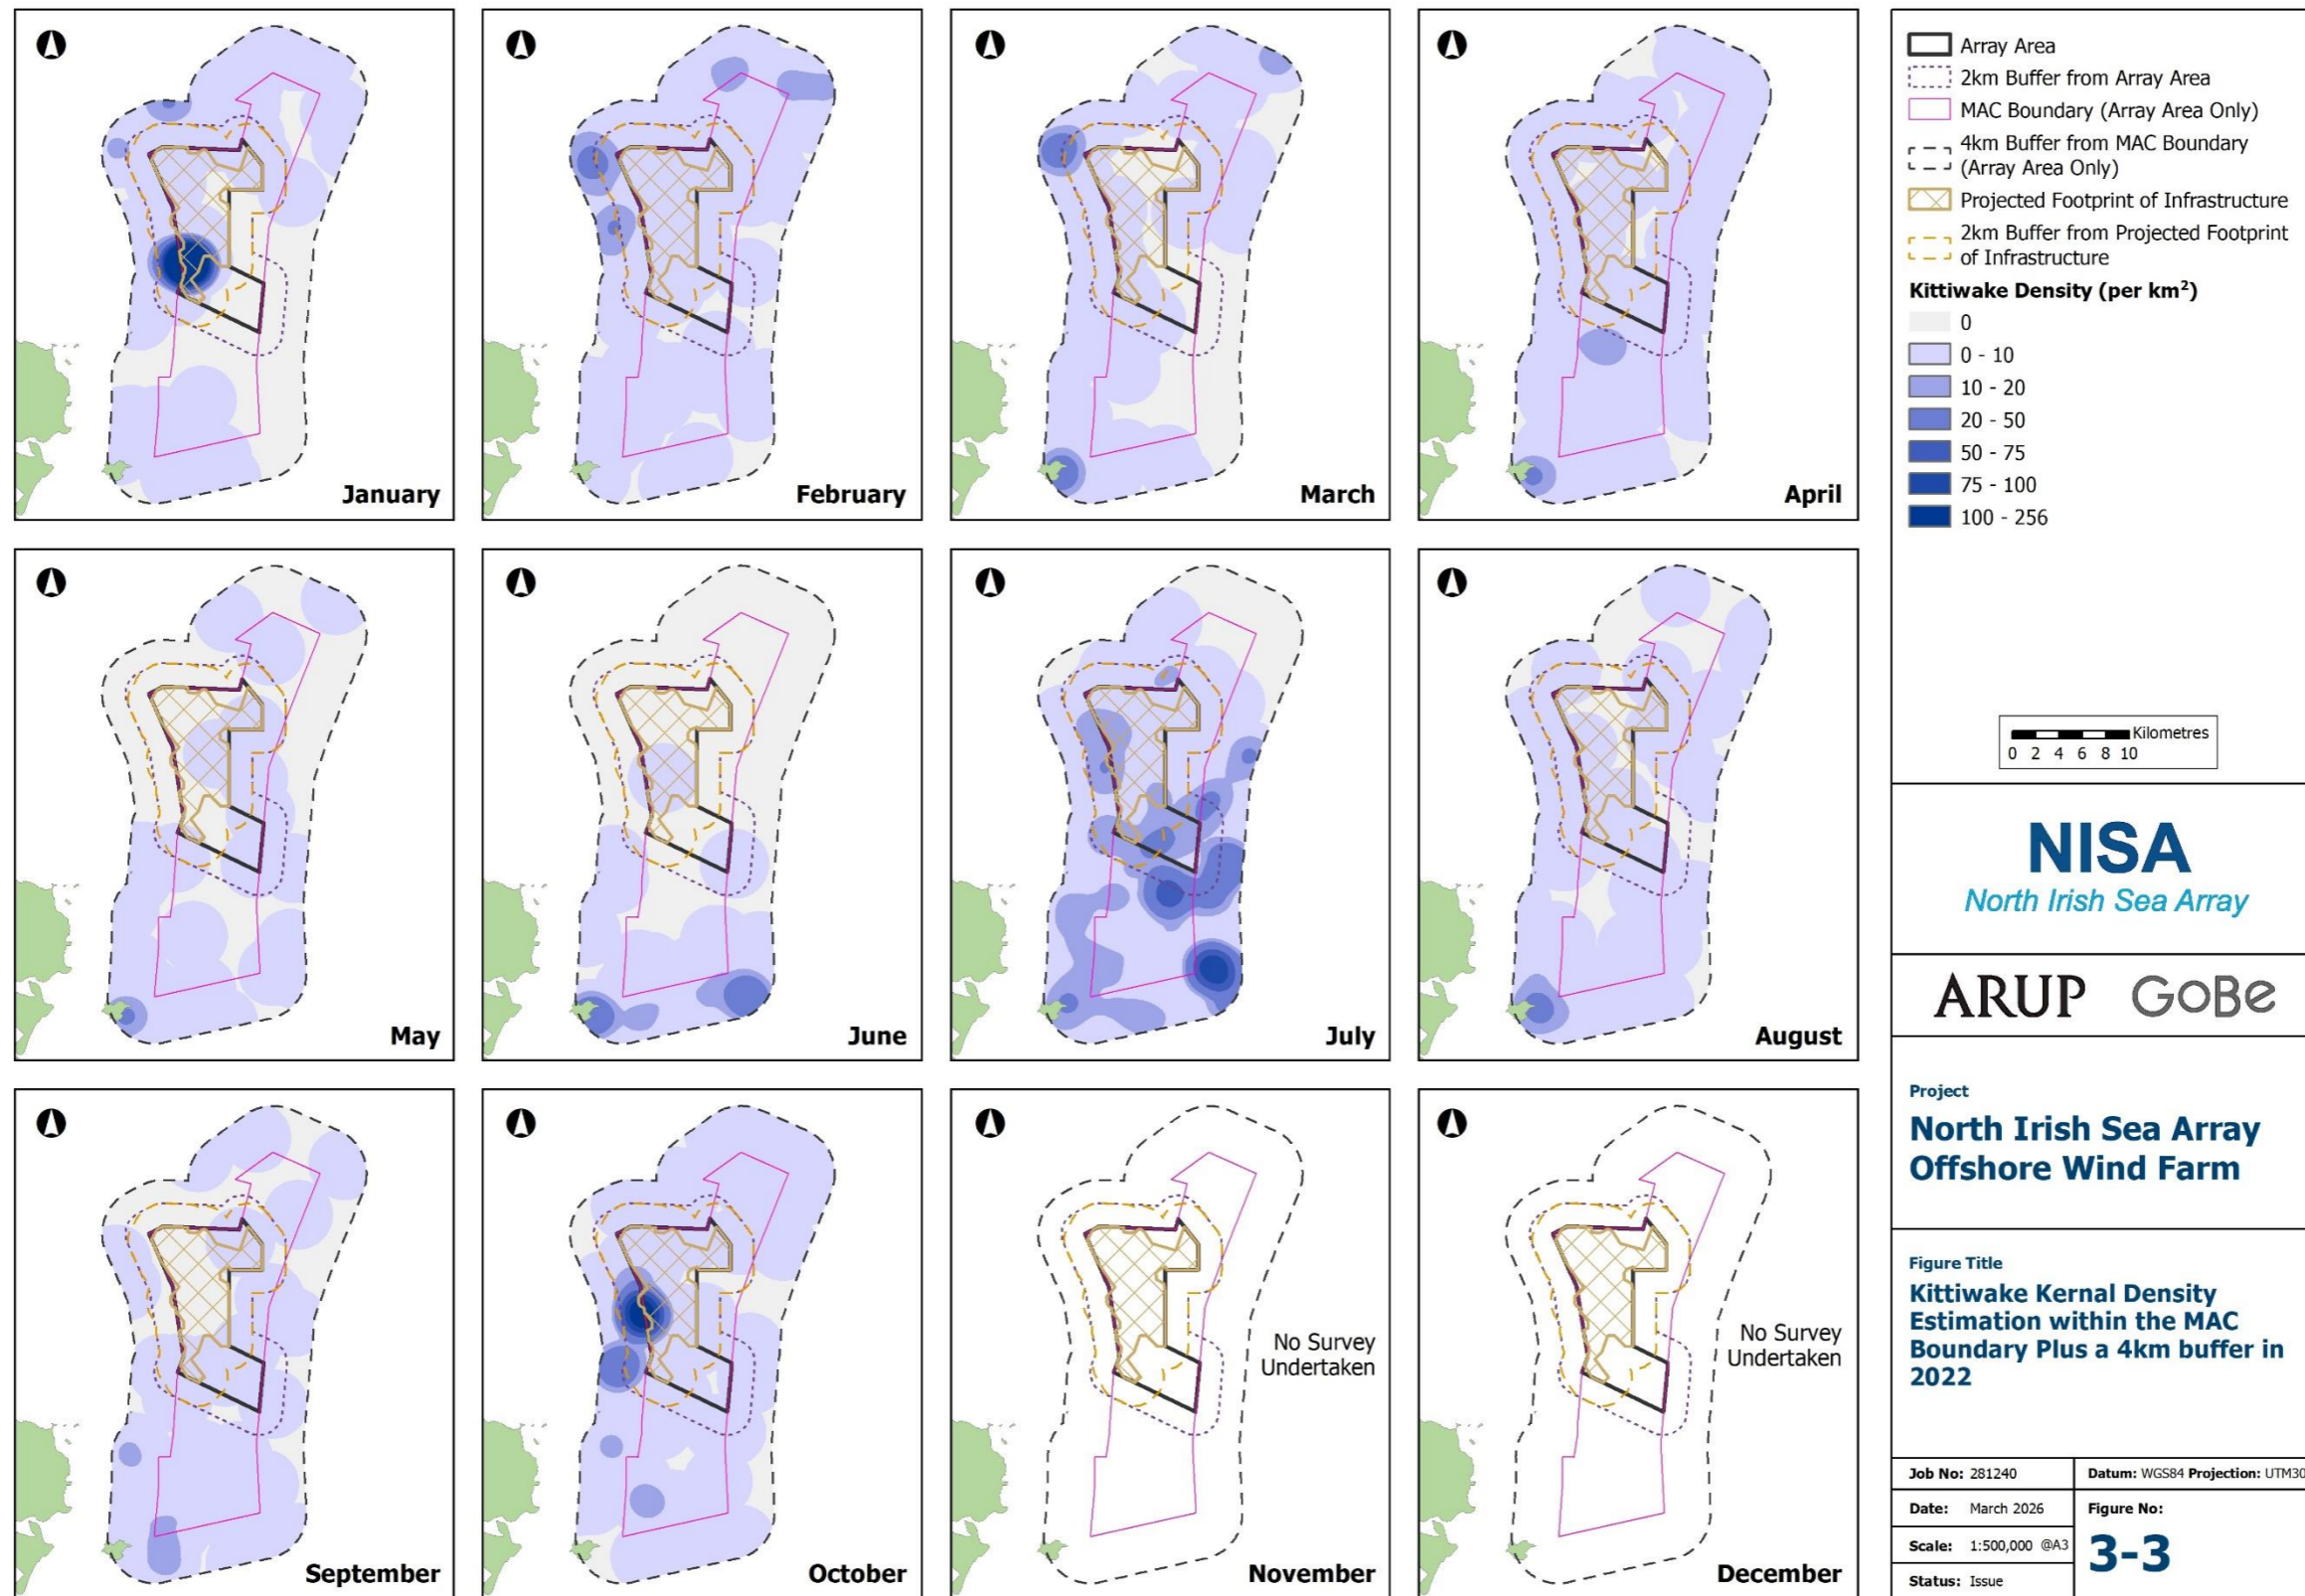 January
February
March
April
May
June
July
August
September
October
No Survey
Undertaken
November
No Survey
Undertaken
December
Array Area
2km Buffer from Array Area
MAC Boundary (Array Area Only)
4km Buffer from MAC Boundary
(Array Area Only)
Projected Footprint of Infrastructure
2km Buffer from Projected Footprint
of Infrastructure
Kittiwake Density (per km²)
0
0 - 10
10 - 20
20 - 50
50 - 75
75 - 100
100 - 256
Kilometres
0 2 4 6 8 10
NISA
North Irish Sea Array
ARUP GoBe
Project
North Irish Sea Array
Offshore Wind Farm
Figure Title
Kittiwake Kernal Density
Estimation within the MAC
Boundary Plus a 4km buffer in
2022
Job No: 281240 Datum: WGS84 Projection: UTM30
Date: March 2026 Figure No:
Scale: 1:500,000 @A3 3-3
Status: Issue